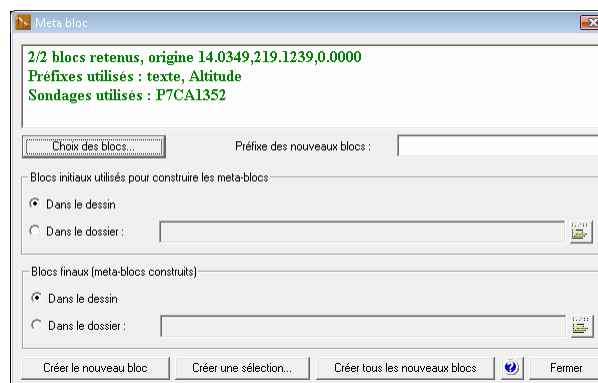 Meta bloc
2/2 blocs retenus, origine 14.0349,219.1239,0.0000
Préfixes utilisés : texte, Altitude
Sondages utilisés : P7CA1352
Choix des blocs...
Préfixe des nouveaux blocs :
Blocs initiaux utilisés pour construire les meta-blocs
Dans le dessin
Dans le dossier :
Blocs finaux (meta-blocs construits)
Dans le dessin
Dans le dossier :
Créer le nouveau bloc
Créer une sélection...
Créer tous les nouveaux blocs
?
Fermer